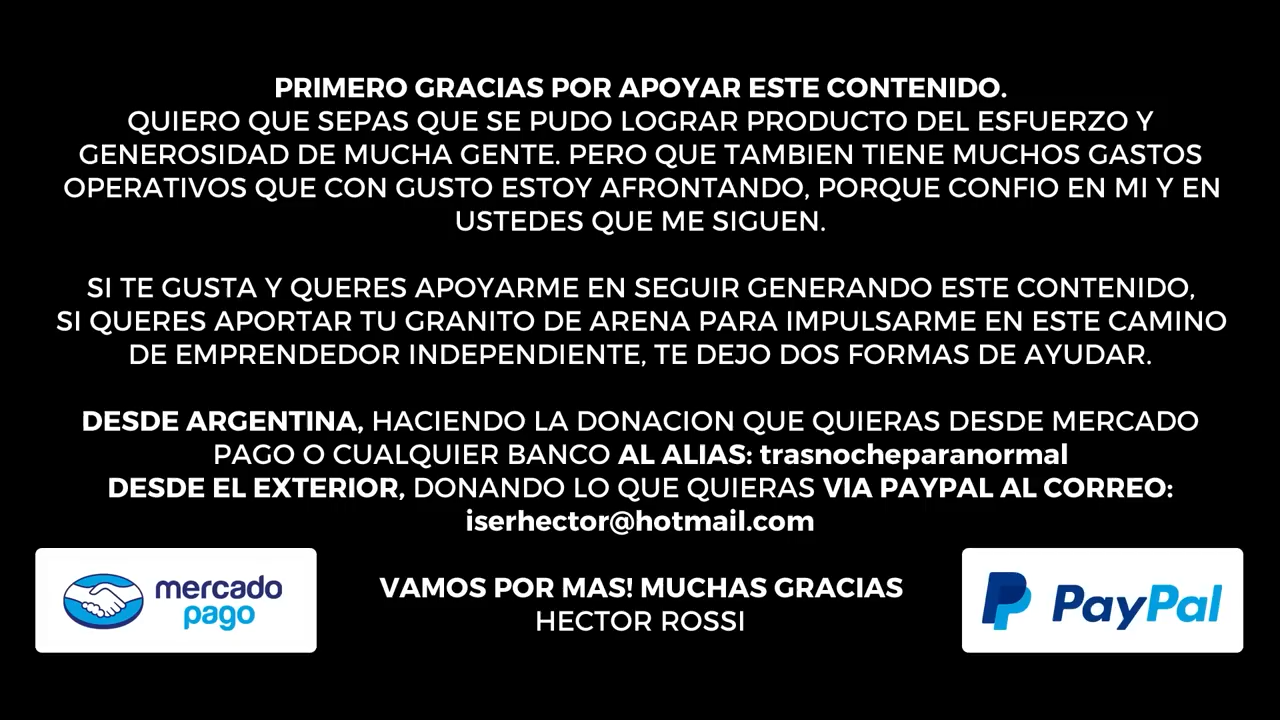 PRIMERO GRACIAS POR APOYAR ESTE CONTENIDO.
QUIERO QUE SEPAS QUE SE PUDO LOGRAR PRODUCTO DEL ESFUERZO Y
GENEROSIDAD DE MUCHA GENTE. PERO QUE TAMBIEN TIENE MUCHOS GASTOS
OPERATIVOS QUE CON GUSTO ESTOY AFRONTANDO, PORQUE CONFIO EN MI Y EN
USTEDES QUE ME SIGUEN.
SI TE GUSTA Y QUERES APOYARME EN SEGUIR GENERANDO ESTE CONTENIDO,
SI QUERES APORTAR TU GRANITO DE ARENA PARA IMPULSARME EN ESTE CAMINO
DE EMPRENDEDOR INDEPENDIENTE, TE DEJO DOS FORMAS DE AYUDAR.
DESDE ARGENTINA, HACIENDO LA DONACION QUE QUIERAS DESDE MERCADO
PAGO O CUALQUIER BANCO AL ALIAS: trasnocheparanormal
DESDE EL EXTERIOR, DONANDO LO QUE QUIERAS VIA PAYPAL AL CORREO:
iserhector@hotmail.com
VAMOS POR MAS! MUCHAS GRACIAS
HECTOR ROSSI
mercado
pago
PayPal